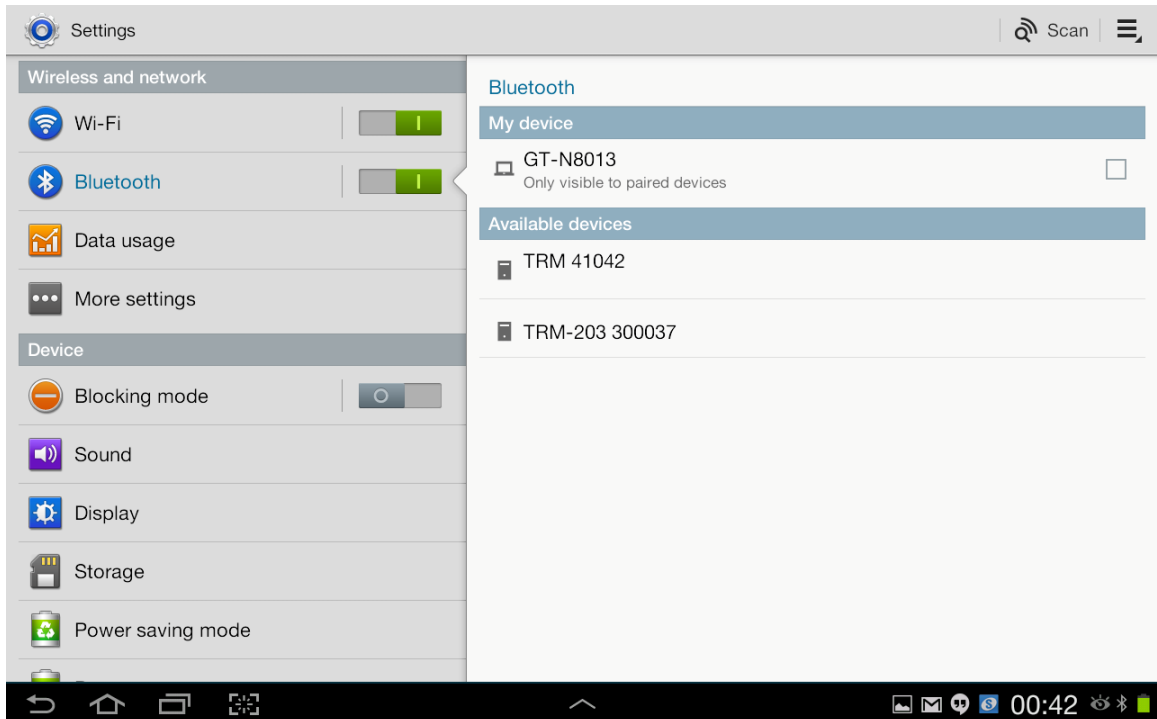 Settings
Scan
Wireless and network
Wi-Fi
Bluetooth
Data usage
More settings
Device
Blocking mode
Sound
Display
Storage
Power saving mode
Bluetooth
My device
GT-N8013
Only visible to paired devices
Available devices
TRM 41042
TRM-203 300037
00:42